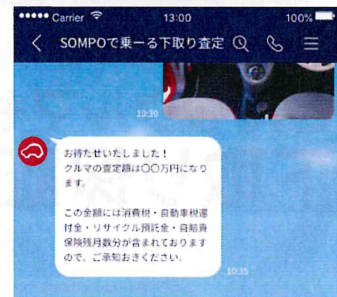 Carrier 13:00 100%
SOMPOで乗ーる下取り査定
10:30
お待たせいたしました!
クルマの査定額は〇〇万円になり
ます。
この金額には消費税・自動車税還
付金・リサイクル預託金・自賠責
保険残月数分が含まれております
ので、ご承知おきください。
10:35